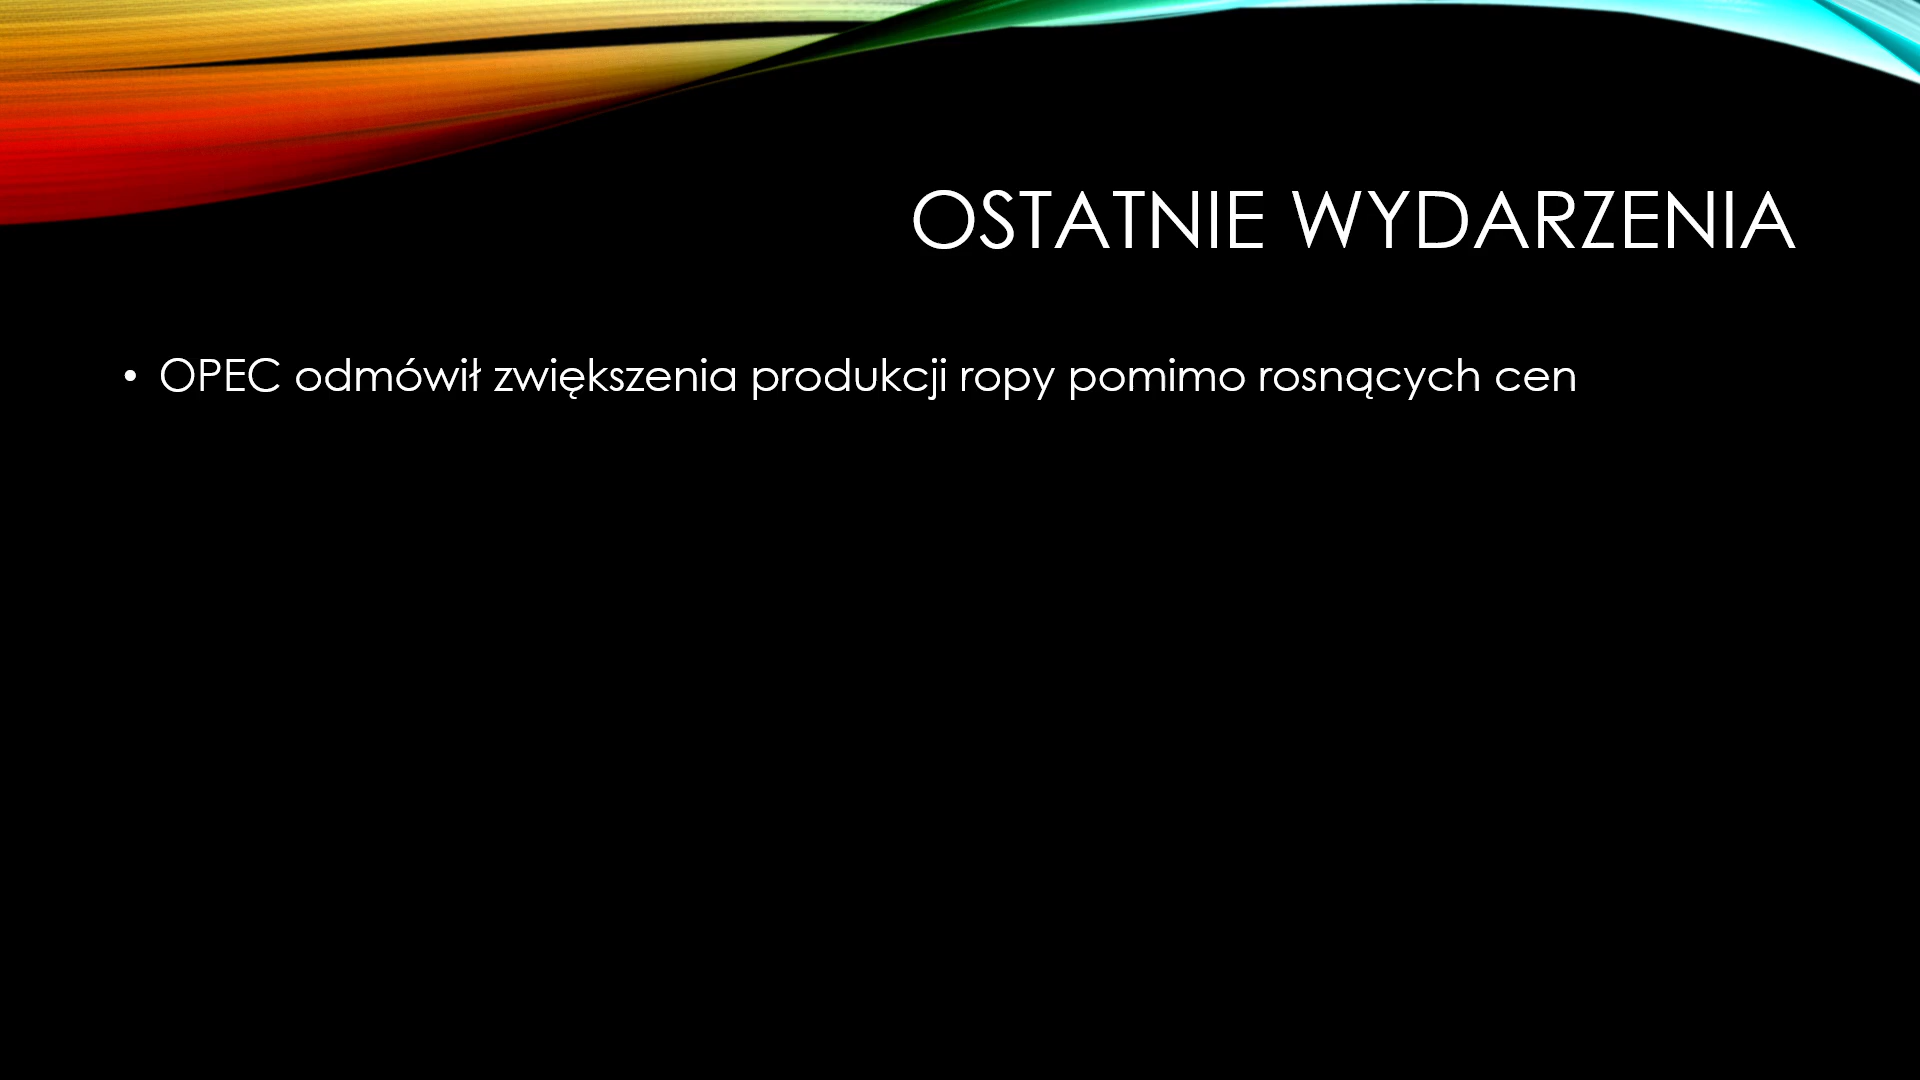 OSTATNIE WYDARZENIA
• OPEC odmówił zwiększenia produkcji ropy pomimo rosnących cen